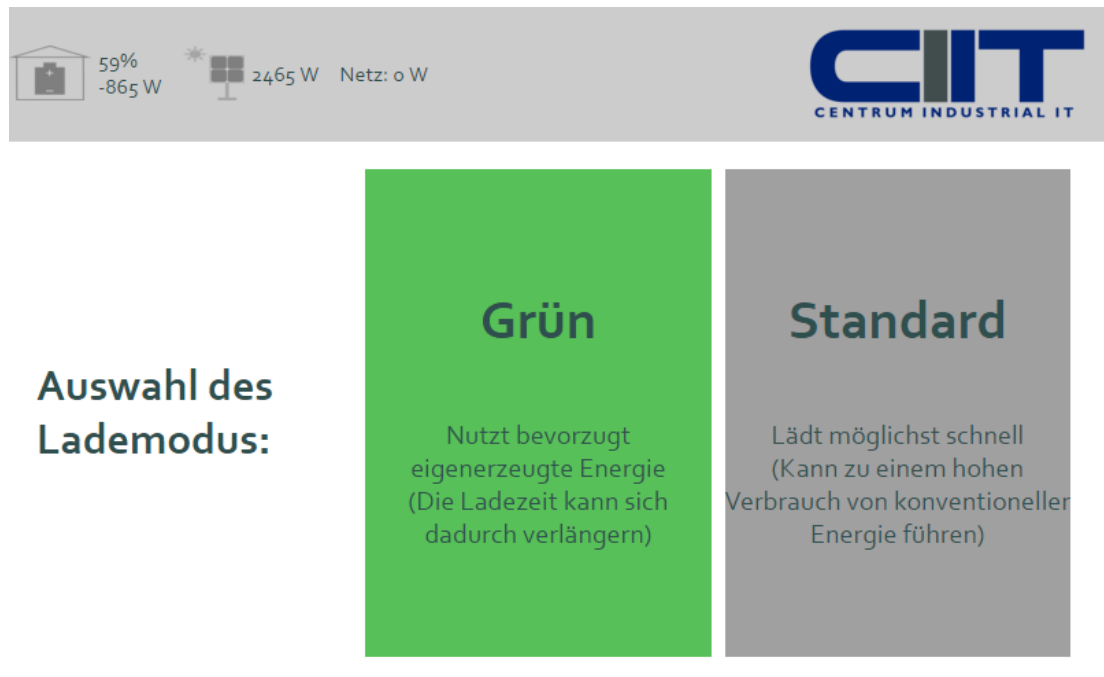 59%
-865 W
2465 W
Netz: 0 W
CIIT
CENTRUM INDUSTRIAL IT
Auswahl des
Lademodus:
Grün
Nutzt bevorzugt
eigenerzeugte Energie
(Die Ladezeit kann sich
dadurch verlängern)
Standard
Lädt möglichst schnell
(Kann zu einem hohen
Verbrauch von konventioneller
Energie führen)